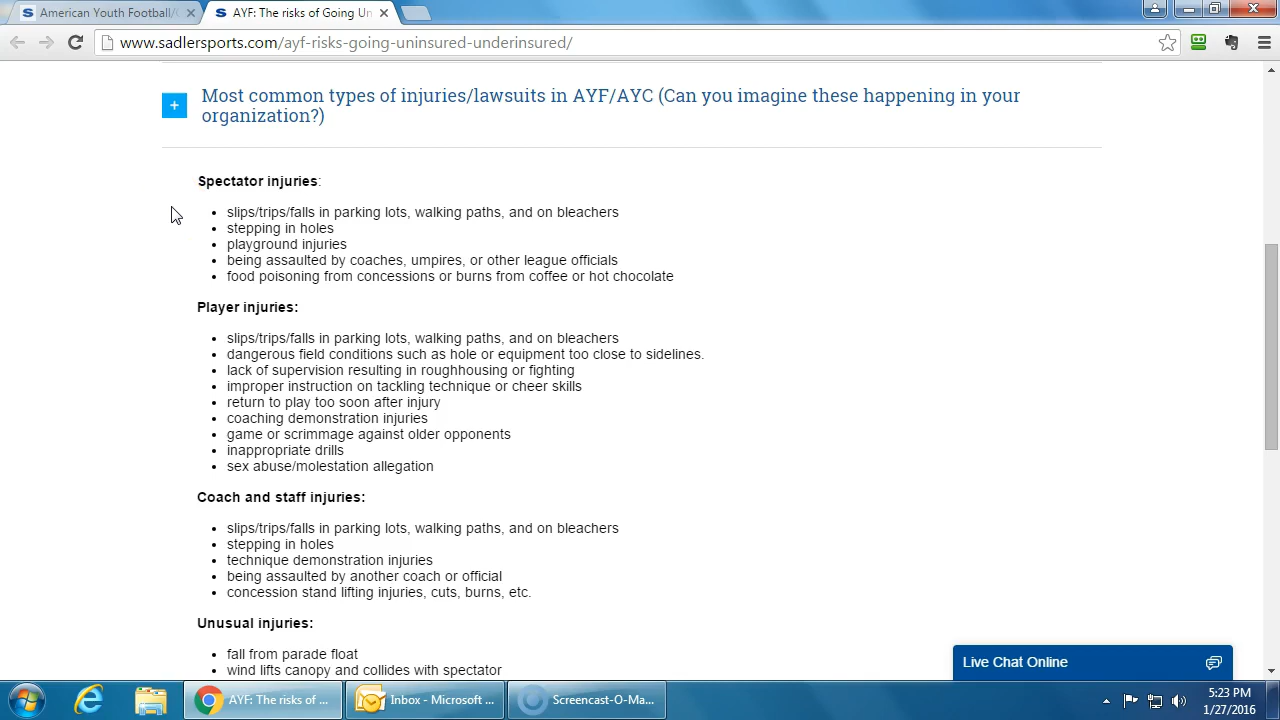 American Youth Football/
AYF: The risks of Going Un
www.sadlersports.com/ayf-risks-going-uninsured-underinsured/
+
Most common types of injuries/lawsuits in AYF/AYC (Can you imagine these happening in your
organization?)
Spectator injuries:
• slips/trips/falls in parking lots, walking paths, and on bleachers
• stepping in holes
• playground injuries
• being assaulted by coaches, umpires, or other league officials
• food poisoning from concessions or burns from coffee or hot chocolate
Player injuries:
• slips/trips/falls in parking lots, walking paths, and on bleachers
• dangerous field conditions such as hole or equipment too close to sidelines.
• lack of supervision resulting in roughhousing or fighting
• improper instruction on tackling technique or cheer skills
• return to play too soon after injury
• coaching demonstration injuries
• game or scrimmage against older opponents
• inappropriate drills
• sex abuse/molestation allegation
Coach and staff injuries:
• slips/trips/falls in parking lots, walking paths, and on bleachers
• stepping in holes
• technique demonstration injuries
• being assaulted by another coach or official
• concession stand lifting injuries, cuts, burns, etc.
Unusual injuries:
• fall from parade float
• wind lifts canopy and collides with spectator
Live Chat Online
AYF: The risks of ...
Inbox - Microsoft ...
Screencast-O-Ma...
5:23 PM
1/27/2016